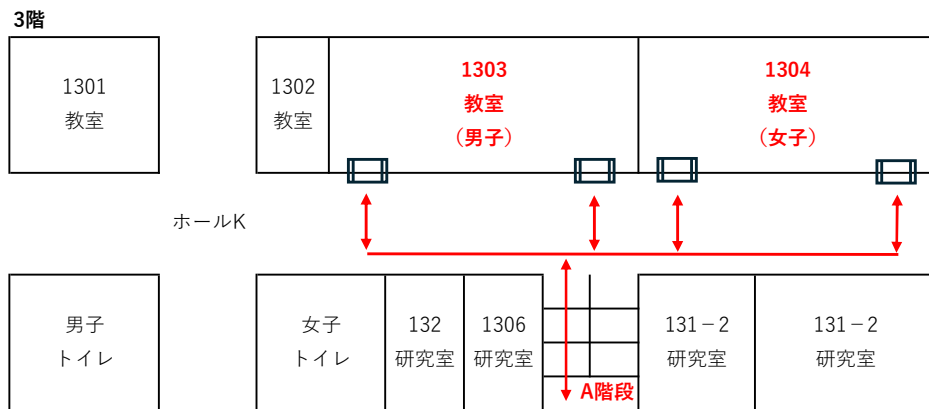 3階
1301
教室
1302
教室
1303
教室
（男子）
1304
教室
（女子）
ホールK
男子
トイレ
女子
トイレ
132
研究室
1306
研究室
A階段
131－2
研究室
131－2
研究室